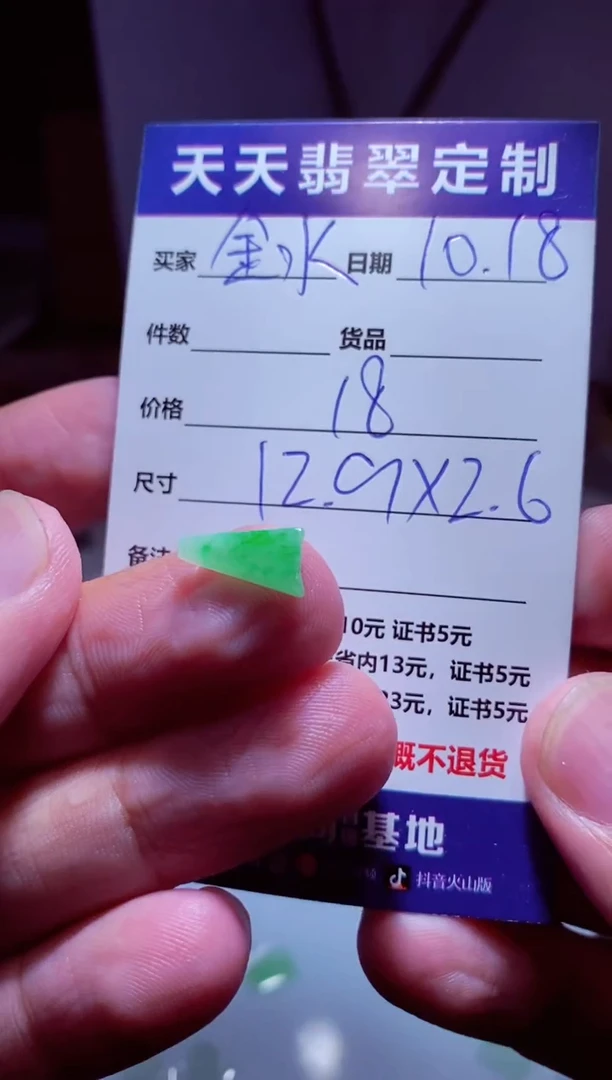 天天翡翠定制
买家 金水 日期 10.18
件数 货品
价格 18
尺寸 12.9X2.6
备注
10元 证书5元
省内13元，证书5元
3元，证书5元
概不退货
基地
抖音火山版